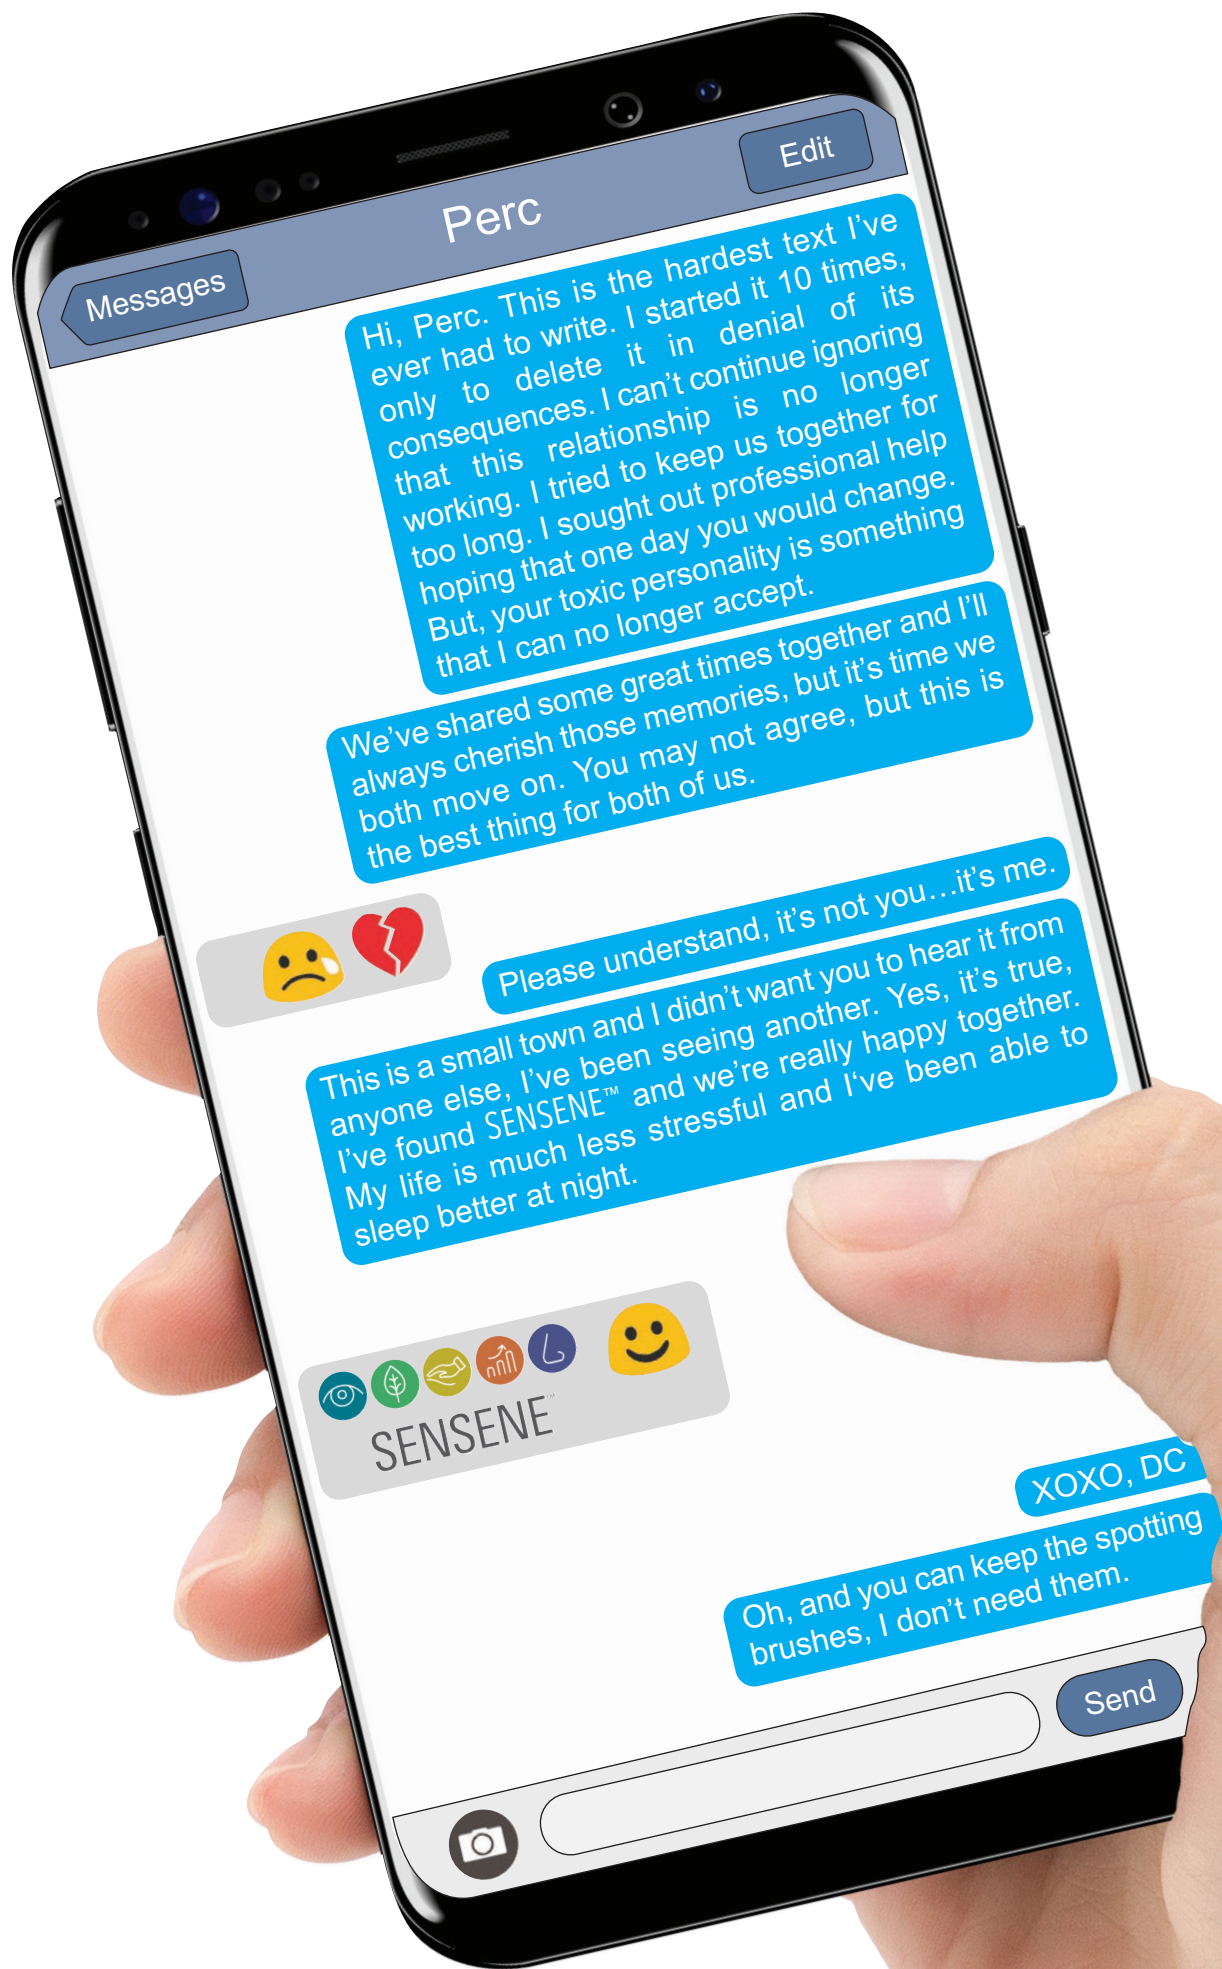 Messages
Perc
Edit
Hi, Perc. This is the hardest text I’ve
ever had to write. I started it 10 times,
only to delete it in denial of its
consequences. I can’t continue ignoring
that this relationship is no longer
working. I tried to keep us together for
too long. I sought out professional help
hoping that one day you would change.
But, your toxic personality is something
that I can no longer accept.
We’ve shared some great times together and I’ll
always cherish those memories, but it’s time we
both move on. You may not agree, but this is
the best thing for both of us.
Please understand, it’s not you…it’s me.
This is a small town and I didn’t want you to hear it from
anyone else, I’ve been seeing another. Yes, it’s true,
I’ve found SENSENE™ and we’re really happy together.
My life is much less stressful and I‘ve been able to
sleep better at night.
SENSENE™
XOXO, DC
Oh, and you can keep the spotting
brushes, I don’t need them.
Send